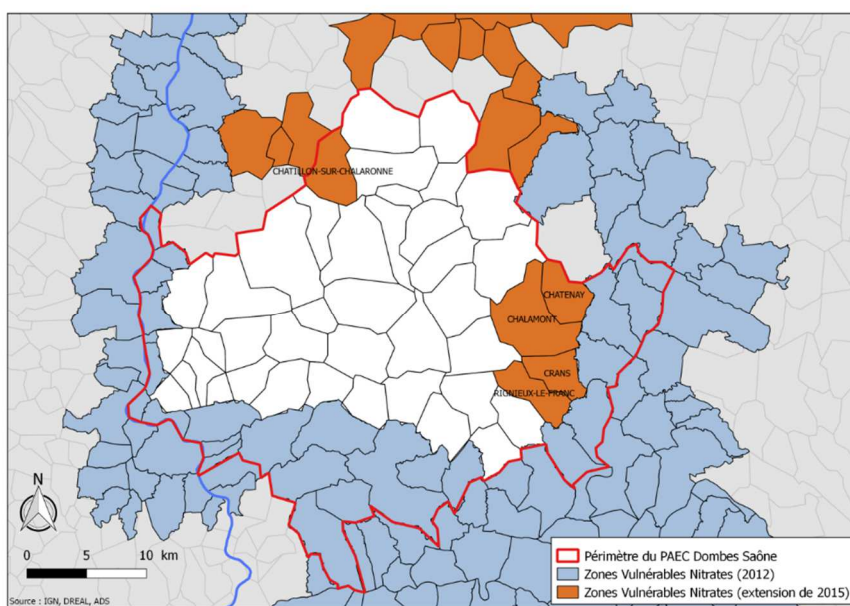 CHATILLON-SUR-CHALARONNE
CHATENAY
CHALAMONT
CRANS
RIGNIEUX-LE-FRANC
N
0 5 10 km
Périmètre du PAEC Dombes Saône
Zones Vulnérables Nitrates (2012)
Zones Vulnérables Nitrates (extension de 2015)
Source : IGN, DREAL, ADS